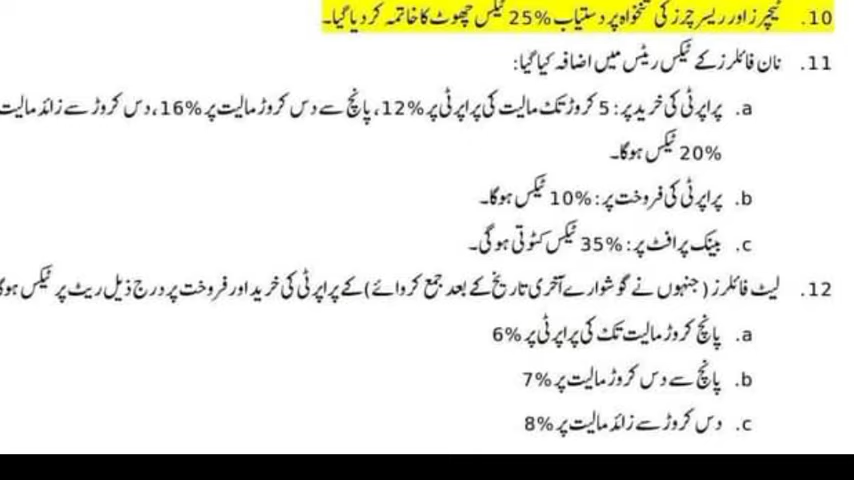 10. ٹیچرز اور ریسرچرز کی تنخواہ پر دستیاب 25% ٹیکس چھوٹ کا خاتمہ کر دیا گیا۔
11. نان فائلرز کے ٹیکس ریٹس میں اضافہ کیا گیا:
a. پراپرٹی کی خرید پر: 5 کروڑ تک مالیت کی پراپرٹی پر 12%، پانچ سے دس کروڑ مالیت پر 16%، دس کروڑ سے زائد مالیت
20% ٹیکس ہوگا۔
b. پراپرٹی کی فروخت پر: 10% ٹیکس ہوگا۔
c. بینک پرافٹ پر: 35% ٹیکس کٹوتی ہوگی۔
12. لیٹ فائلرز (جنہوں نے گوشوارے آخری تاریخ کے بعد جمع کروائے) کے پراپرٹی کی خرید اور فروخت پر درج ذیل ریٹ پر ٹیکس ہوگا
a. پانچ کروڑ مالیت تک کی پراپرٹی پر 6%
b. پانچ سے دس کروڑ مالیت پر 7%
c. دس کروڑ سے زائد مالیت پر 8%